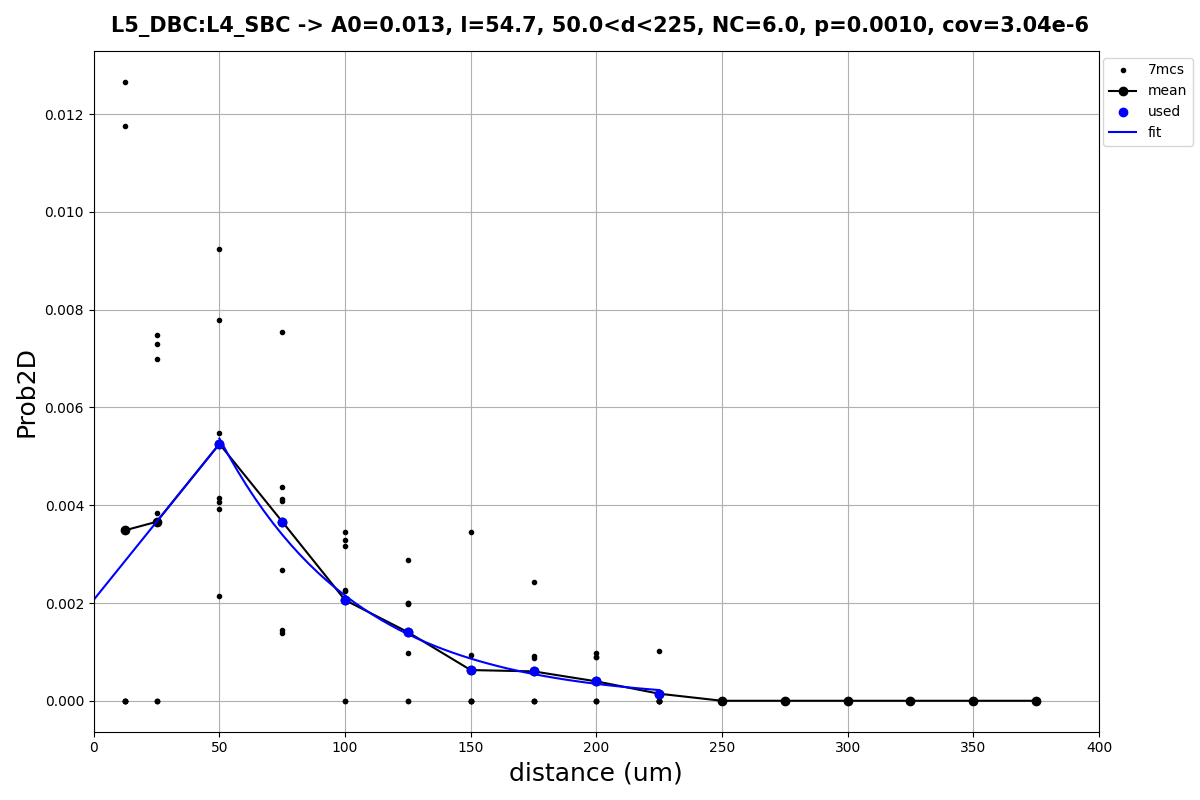 L5_DBC:L4_SBC -> A0=0.013, l=54.7, 50.0<d<225, NC=6.0, p=0.0010, cov=3.04e-6
7mcs
mean
used
fit
0.012
0.010
0.008
0.006
0.004
0.002
0.000
Prob2D
0 50 100 150 200 250 300 350 400
distance (um)